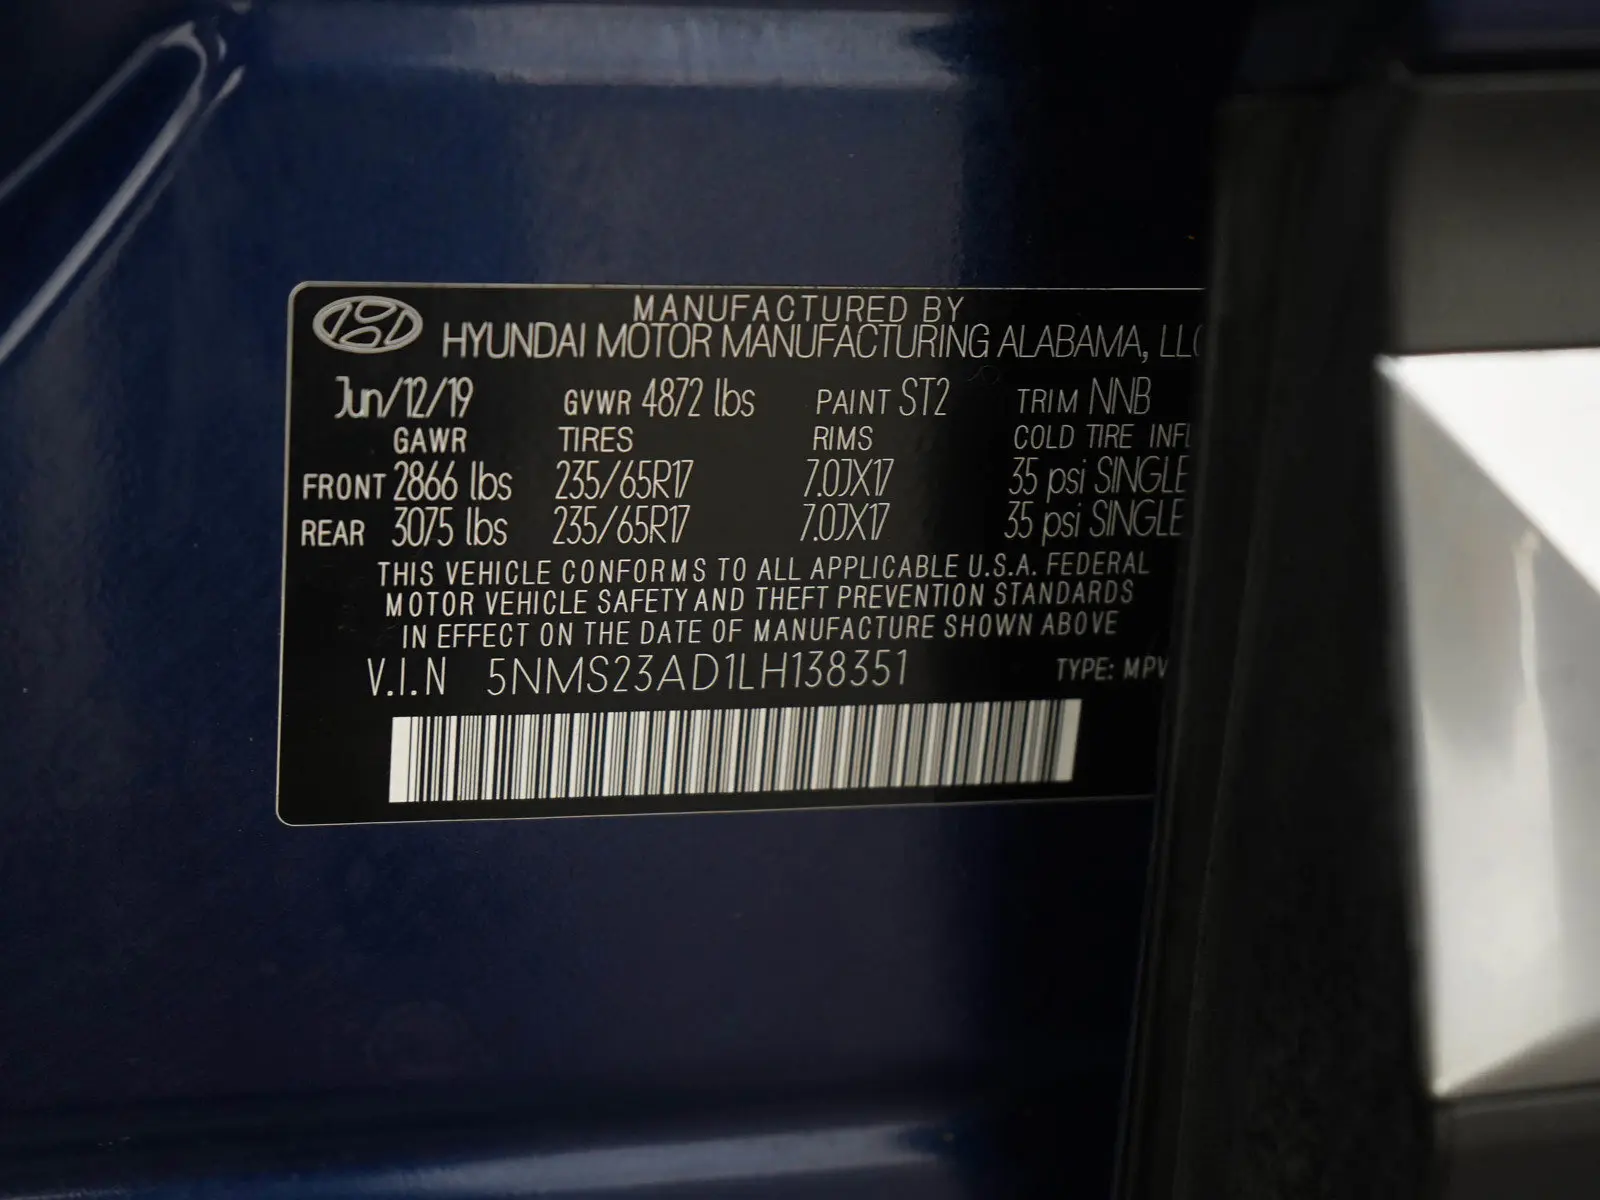 MANUFACTURED BY
HYUNDAI MOTOR MANUFACTURING ALABAMA, LLC
Jun/12/19 GVWR 4872 lbs PAINT ST2 TRIM NNB
GAWR TIRES RIMS COLD TIRE INFL
FRONT 2866 lbs 235/65R17 7.0JX17 35 psi SINGLE
REAR 3075 lbs 235/65R17 7.0JX17 35 psi SINGLE
THIS VEHICLE CONFORMS TO ALL APPLICABLE U.S.A. FEDERAL
MOTOR VEHICLE SAFETY AND THEFT PREVENTION STANDARDS
IN EFFECT ON THE DATE OF MANUFACTURE SHOWN ABOVE
V.I.N 5NMS23AD1LH138351 TYPE: MPV